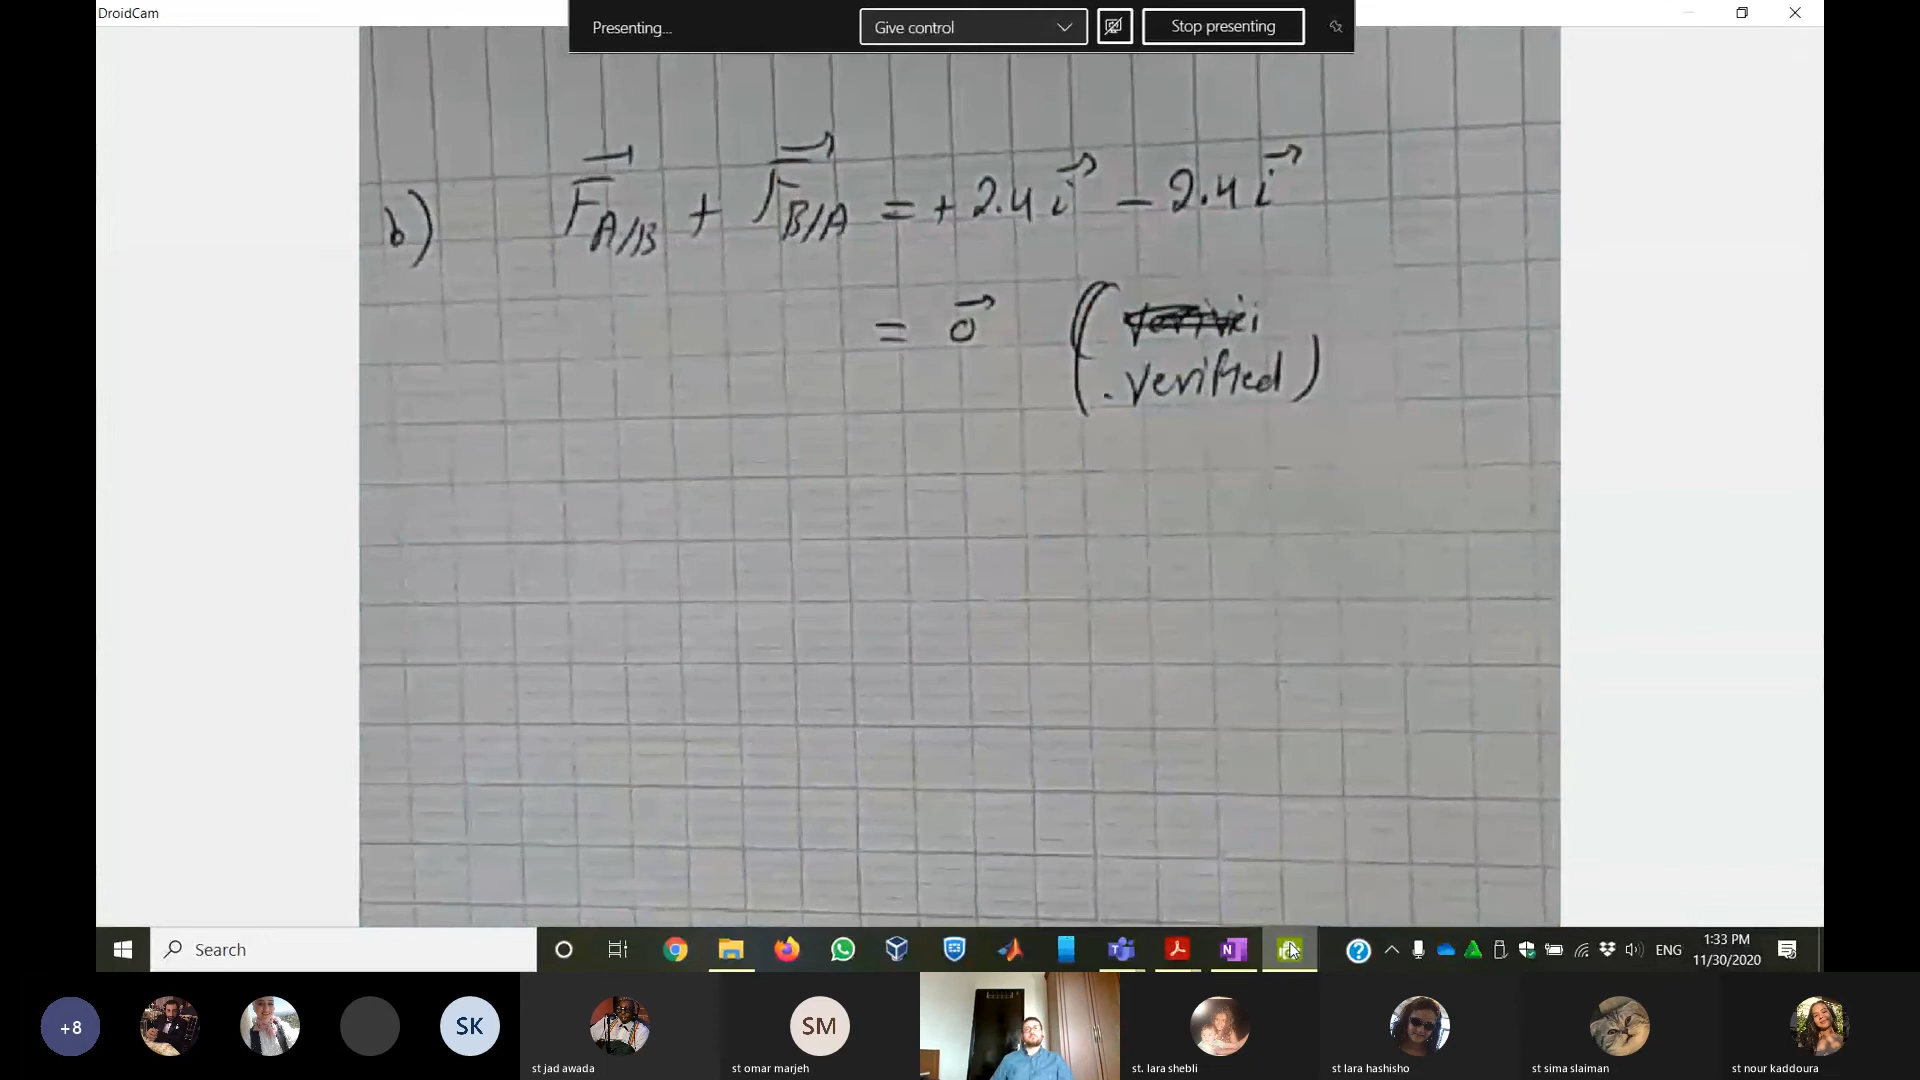 DroidCam
Presenting...
Give control
Stop presenting
b) F⃗A/B + F⃗B/A = + 2.4 i⃗ - 2.4 i⃗
= 0⃗
( verified )
Search
ENG
1:33 PM
11/30/2020
+8
SK
SM
st jad awada
st omar marjeh
st. lara shebli
st lara hashisho
st sima slaiman
st nour kaddoura